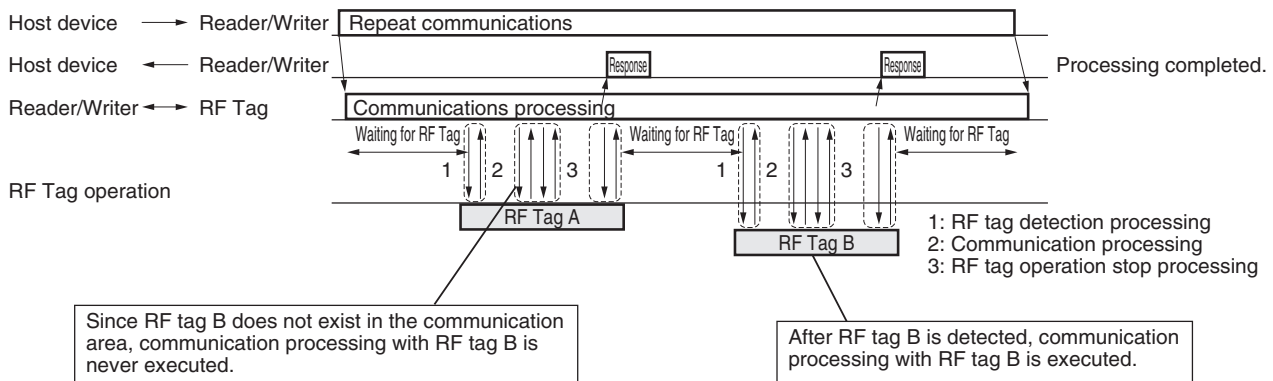 Host device Reader/Writer Repeat communications
Host device Reader/Writer Response Response Processing completed.
Reader/Writer RF Tag Communications processing
Waiting for RF Tag Waiting for RF Tag Waiting for RF Tag
1 2 3 1 2 3
RF Tag operation
RF Tag A
RF Tag B
1: RF tag detection processing
2: Communication processing
3: RF tag operation stop processing
Since RF tag B does not exist in the communication
area, communication processing with RF tag B is
never executed.
After RF tag B is detected, communication
processing with RF tag B is executed.